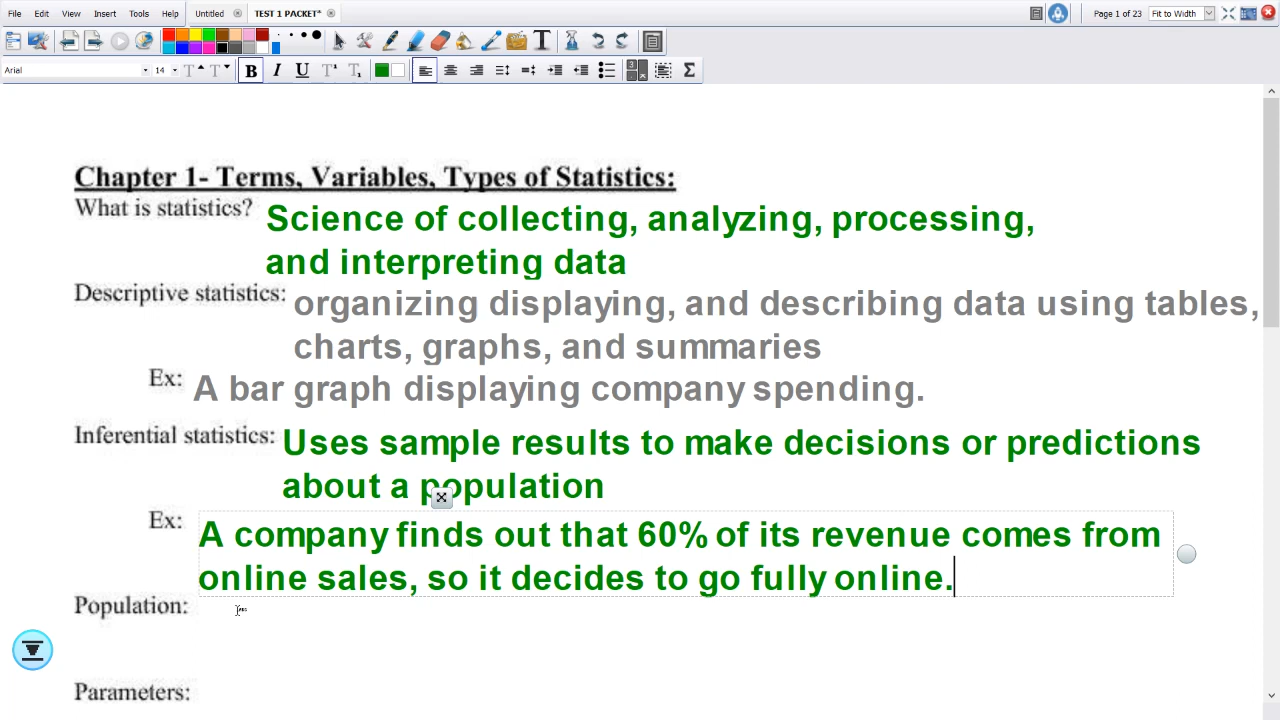 File Edit View Insert Tools Help Untitled TEST 1 PACKET* Page 1 of 23 Fit to Width
Arial 14 B I U
Chapter 1- Terms, Variables, Types of Statistics:
What is statistics? Science of collecting, analyzing, processing,
and interpreting data
Descriptive statistics: organizing displaying, and describing data using tables,
charts, graphs, and summaries
Ex: A bar graph displaying company spending.
Inferential statistics: Uses sample results to make decisions or predictions
about a population
Ex: A company finds out that 60% of its revenue comes from
online sales, so it decides to go fully online.
Population:
Parameters: